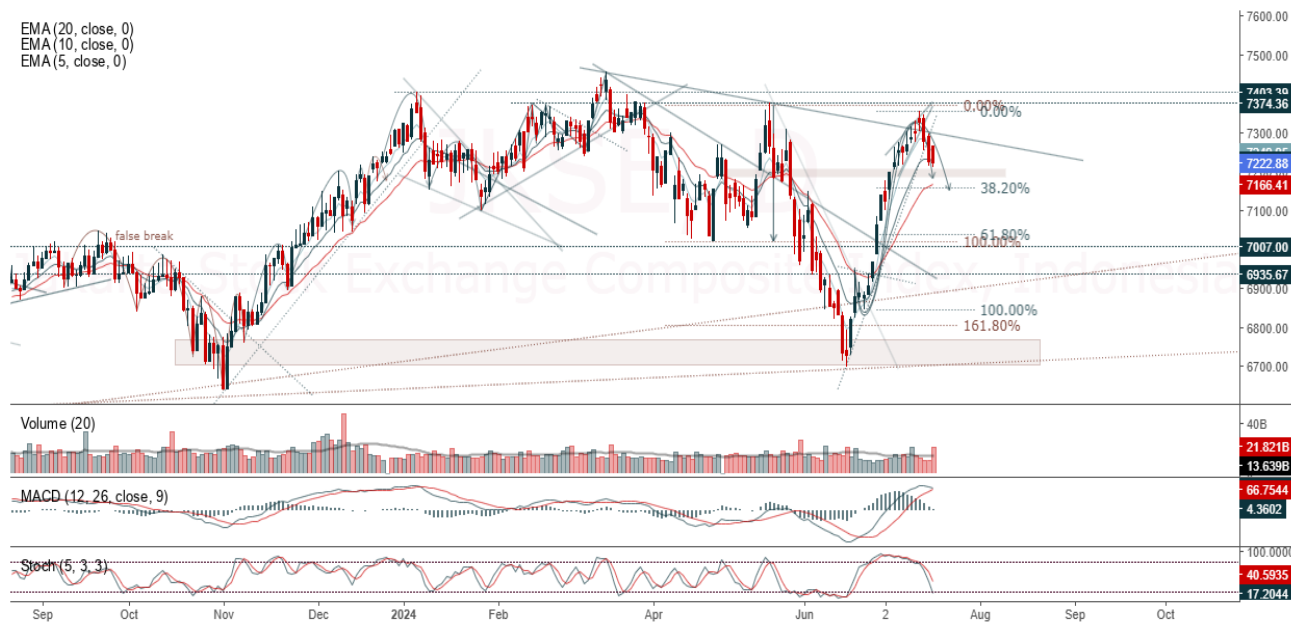 EMA (20, close, 0)
EMA (10, close, 0)
EMA (5, close, 0)
7600.00
7500.00
7403.39
7374.36
0.00%
0.00%
7300.00
7222.88
38.20%
7166.41
7100.00
false break
61.80%
100.00%
7007.00
6935.67
6900.00
100.00%
161.80%
6800.00
6700.00
Volume (20)
40B
21.821B
13.639B
MACD (12, 26, close, 9)
66.7544
4.3602
Stoch (5, 3, 3)
100.0000
40.5935
17.2044
Sep Oct Nov Dec 2024 Feb Apr Jun 2 Aug Sep Oct